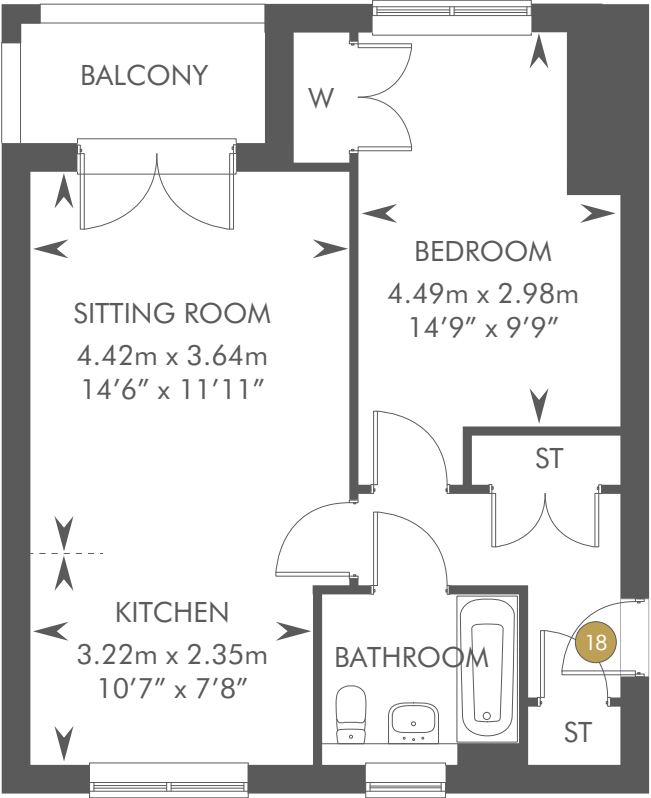 BALCONY
W
BEDROOM
4.49m x 2.98m
14’9” x 9’9”
SITTING ROOM
4.42m x 3.64m
14’6” x 11’11”
ST
KITCHEN
3.22m x 2.35m
10’7” x 7’8”
BATHROOM
18
ST